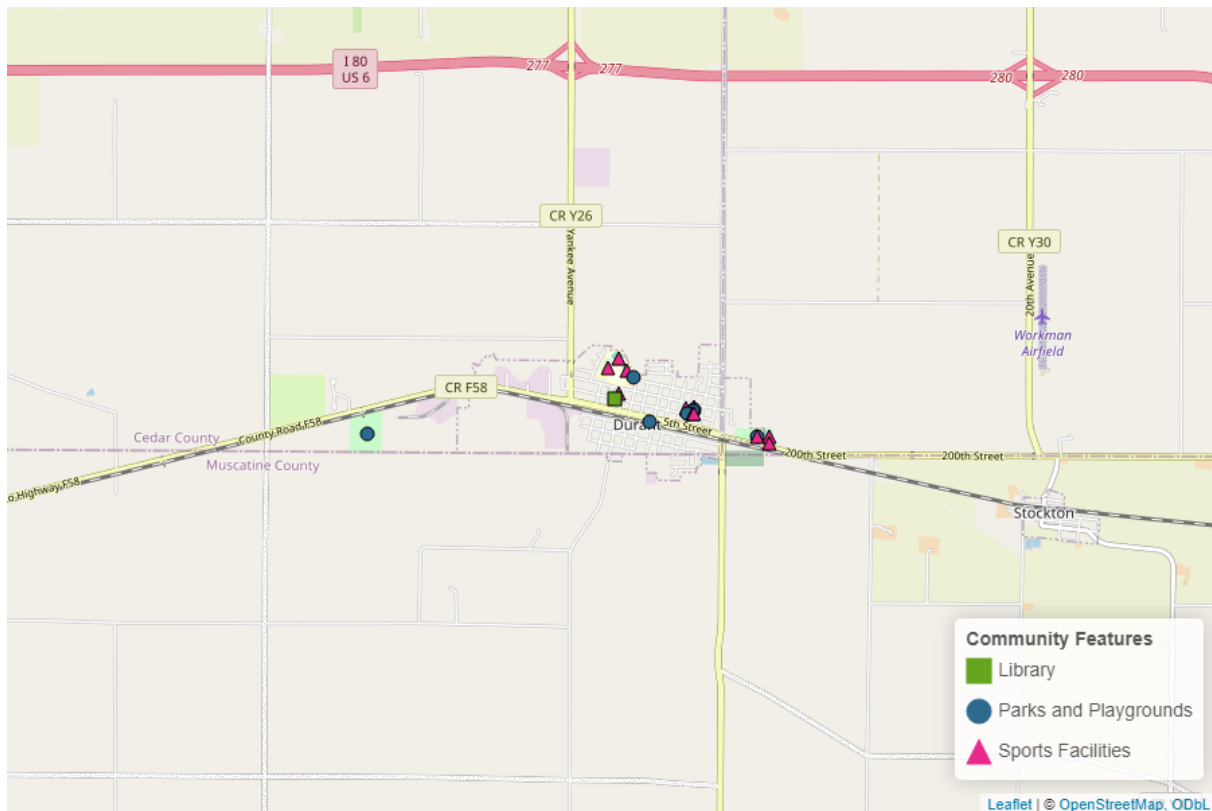 I 80
US 6
277
277
280
280
CR Y26
Yankee Avenue
CR Y30
20th Avenue
Workman
Airfield
CR F58
County Road F58
Cedar County
Muscatine County
Durant
5th Street
200th Street
200th Street
Stockton
o Highway F58
Community Features
Library
Parks and Playgrounds
Sports Facilities
Leaflet | © OpenStreetMap, ODbL